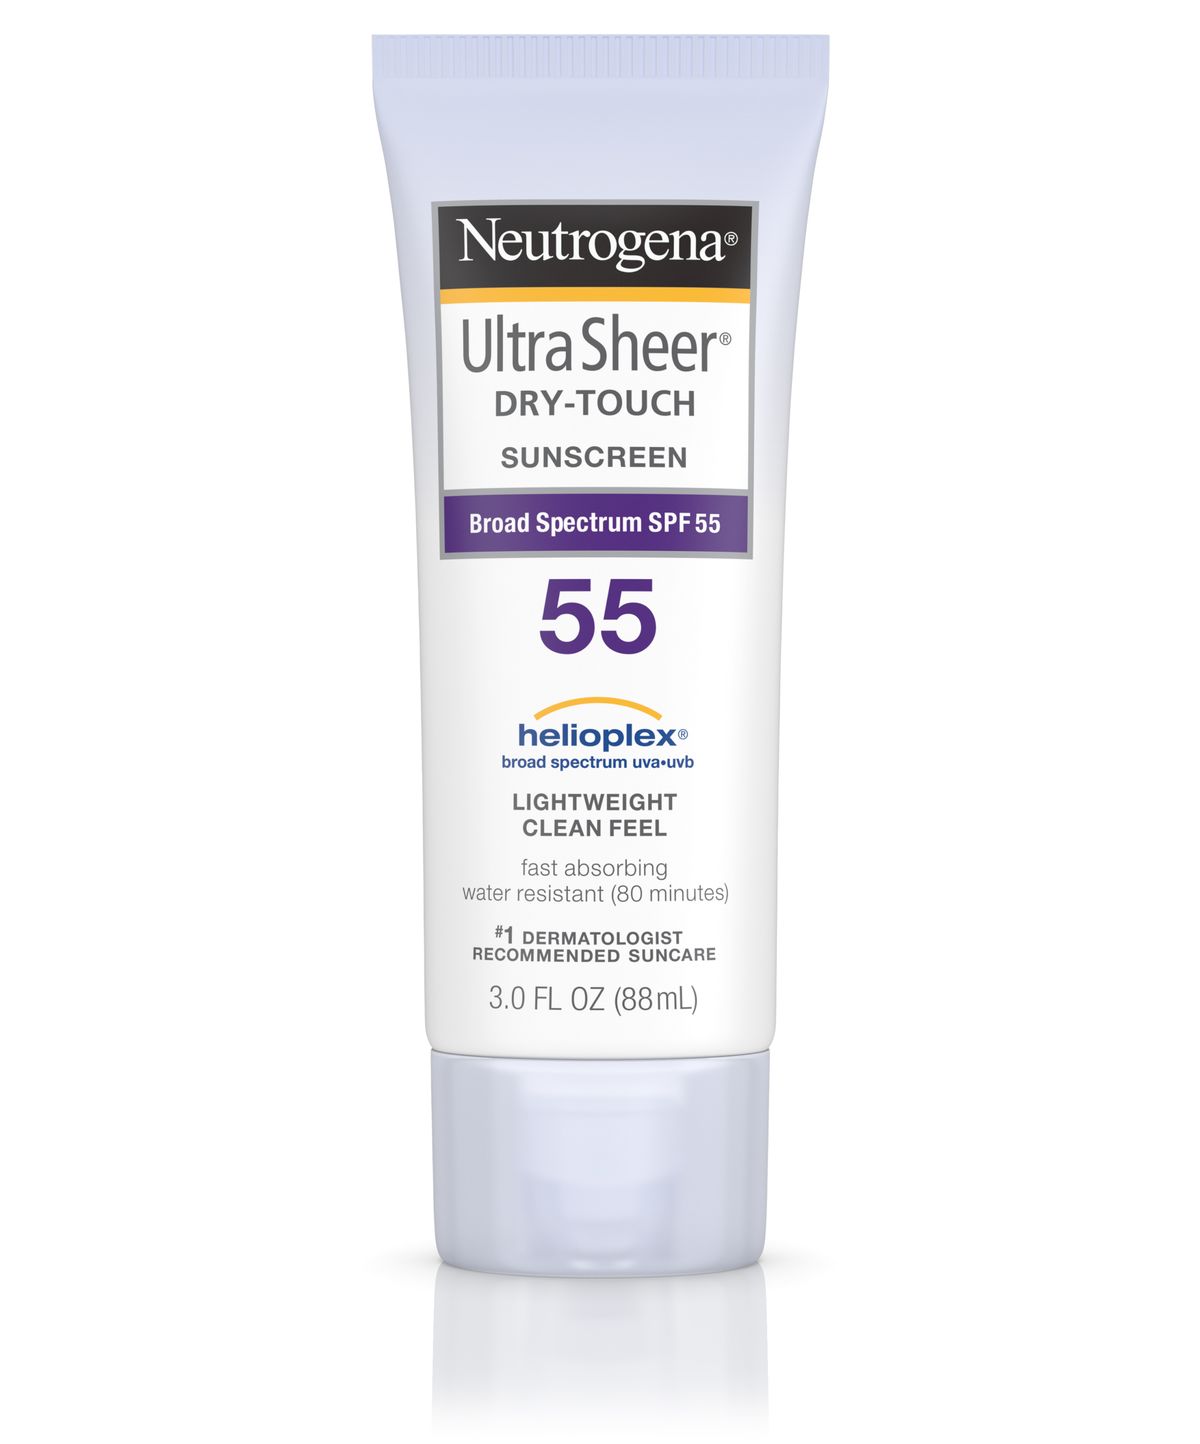 Neutrogena®
Ultra Sheer®
DRY-TOUCH
SUNSCREEN
Broad Spectrum SPF 55
55
helioplex®
broad spectrum uva•uvb
LIGHTWEIGHT
CLEAN FEEL
fast absorbing
water resistant (80 minutes)
#1 DERMATOLOGIST
RECOMMENDED SUNCARE
3.0 FL OZ (88mL)